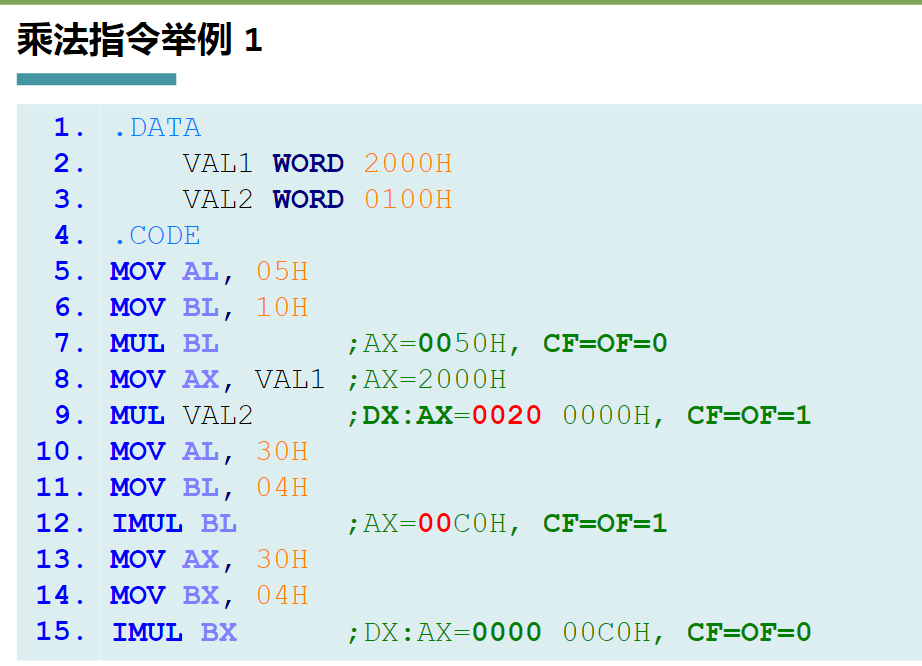 乘法指令举例 1
1. .DATA
2. VAL1 WORD 2000H
3. VAL2 WORD 0100H
4. .CODE
5. MOV AL, 05H
6. MOV BL, 10H
7. MUL BL ;AX=0050H, CF=OF=0
8. MOV AX, VAL1 ;AX=2000H
9. MUL VAL2 ;DX:AX=0020 0000H, CF=OF=1
10. MOV AL, 30H
11. MOV BL, 04H
12. IMUL BL ;AX=00C0H, CF=OF=1
13. MOV AX, 30H
14. MOV BX, 04H
15. IMUL BX ;DX:AX=0000 00C0H, CF=OF=0